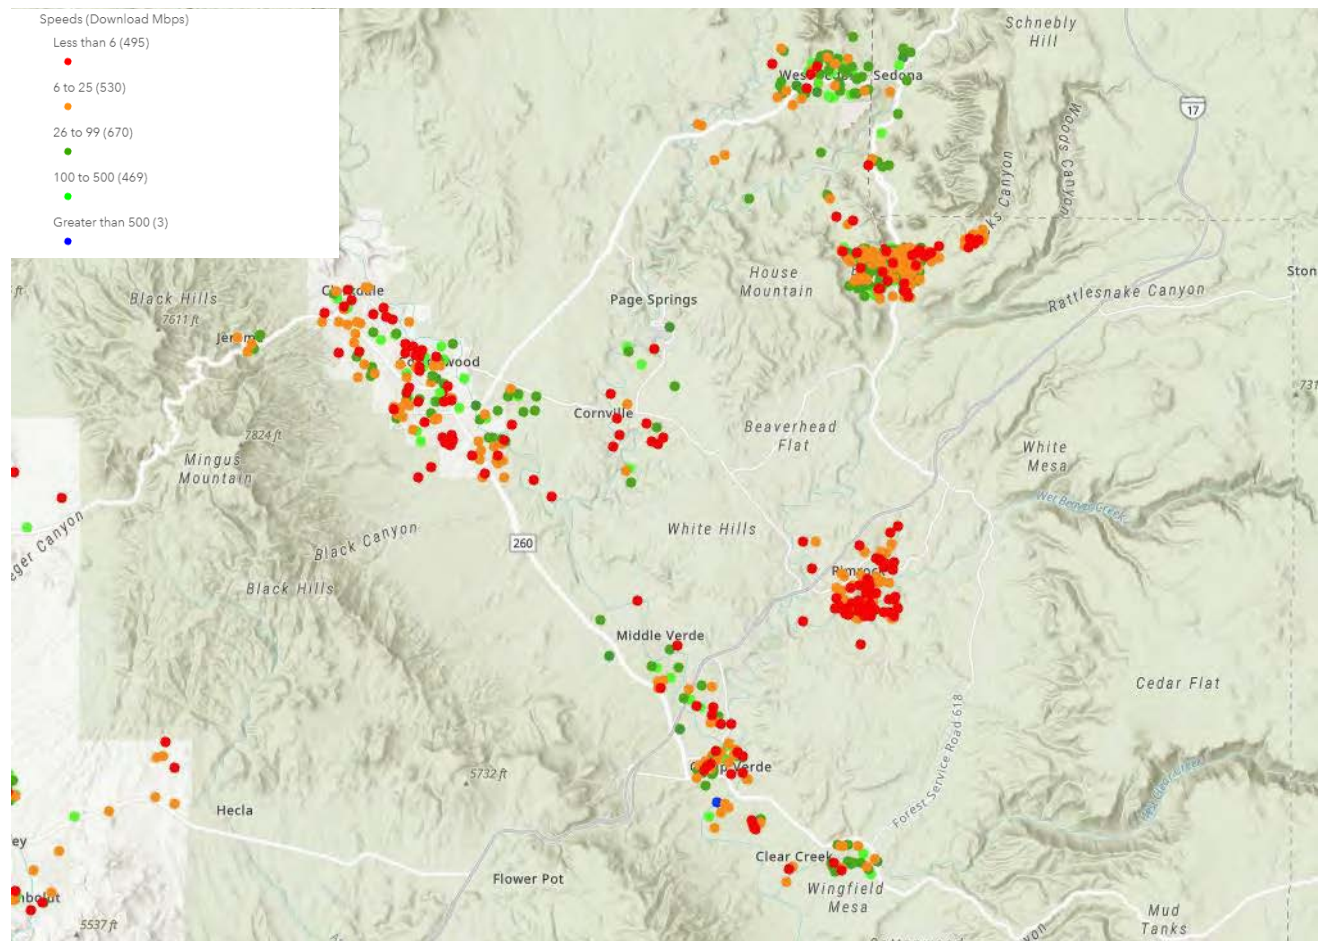 Speeds (Download Mbps)
Less than 6 (495)
6 to 25 (530)
26 to 99 (670)
100 to 500 (469)
Greater than 500 (3)
Schnebly
Hill
Sedona
17
Woods Canyon
Canyon
House
Mountain
Page Springs
Rattlesnake Canyon
Black Hills
7611 ft
Cornville
Beaverhead
Flat
7824 ft
Mingus
Mountain
White
Mesa
Wet Beaver Creek
White Hills
Black Canyon
260
Black Hills
Rimrock
Middle Verde
Cedar Flat
Forest Service Road 618
Verde
5732 ft
Hecla
Clear Creek
Flower Pot
Wingfield
Mesa
Mud
Tanks
5537 ft